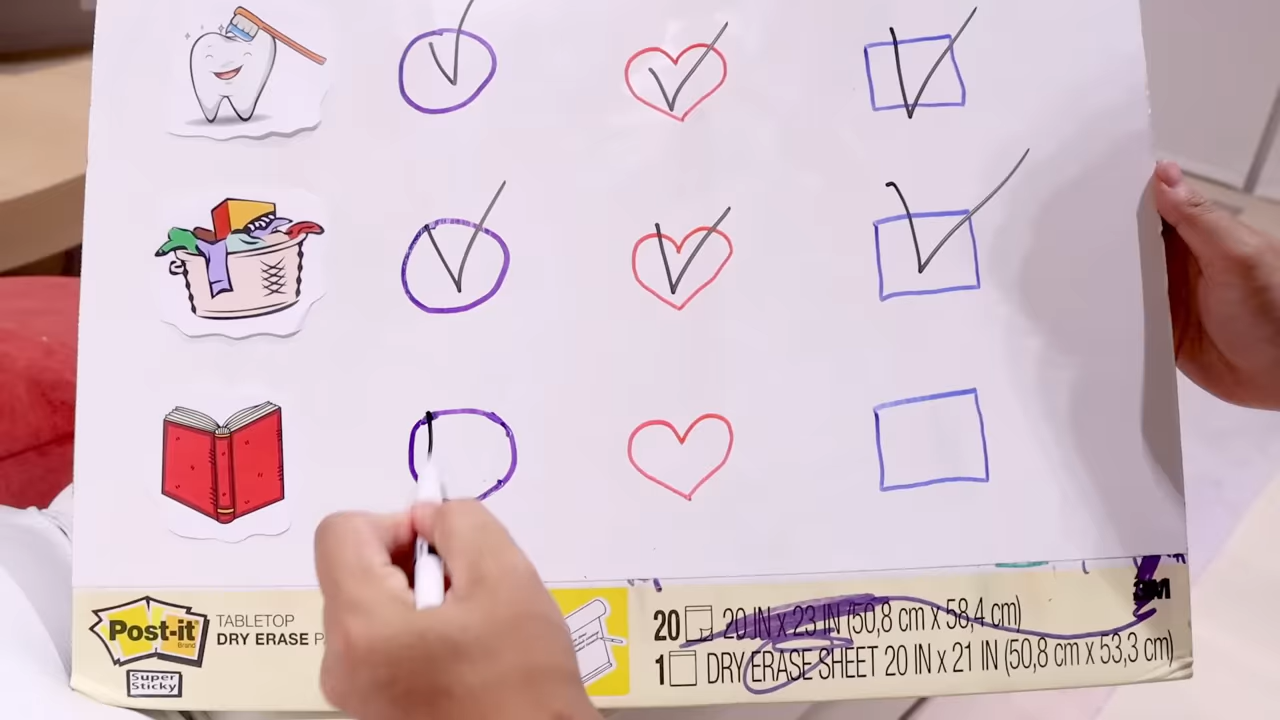 Post-it
Brand
Super
Sticky
TABLETOP
DRY ERASE
20 20 IN x 23 IN (50,8 cm x 58,4 cm)
1 DRY ERASE SHEET 20 IN x 21 IN (50,8 cm x 53,3 cm)
3M